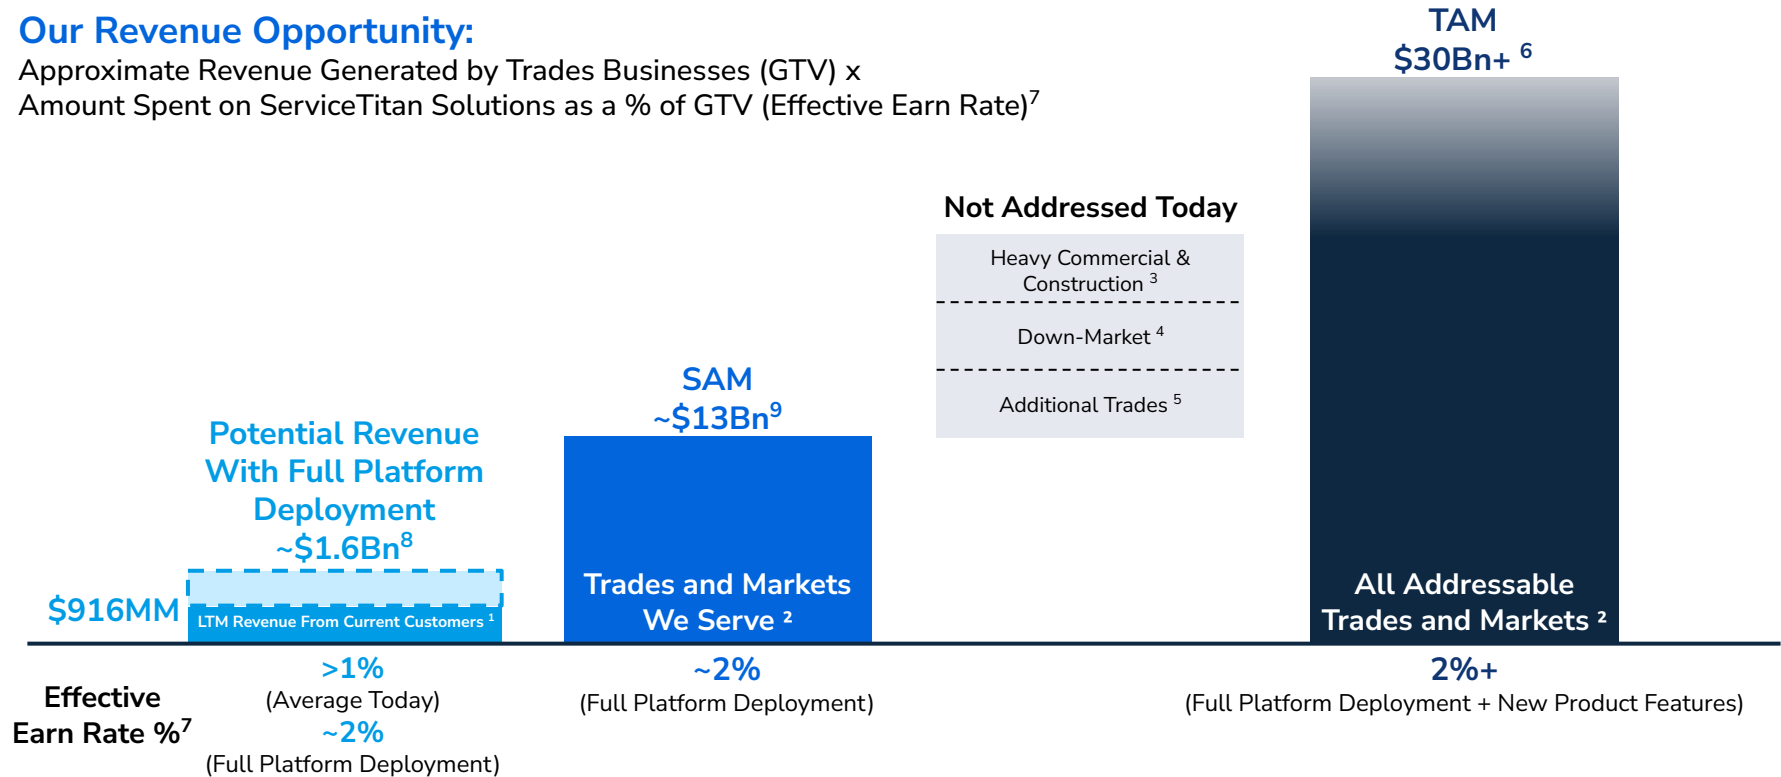 Our Revenue Opportunity:
Approximate Revenue Generated by Trades Businesses (GTV) x
Amount Spent on ServiceTitan Solutions as a % of GTV (Effective Earn Rate)7
Potential Revenue
With Full Platform
Deployment
~$1.6Bn8
$916MM
LTM Revenue From Current Customers 1
SAM
~$13Bn9
Trades and Markets
We Serve 2
Not Addressed Today
Heavy Commercial &
Construction 3
Down-Market 4
Additional Trades 5
TAM
$30Bn+ 6
All Addressable
Trades and Markets 2
Effective
Earn Rate %7
>1%
(Average Today)
~2%
(Full Platform Deployment)
~2%
(Full Platform Deployment)
2%+
(Full Platform Deployment + New Product Features)